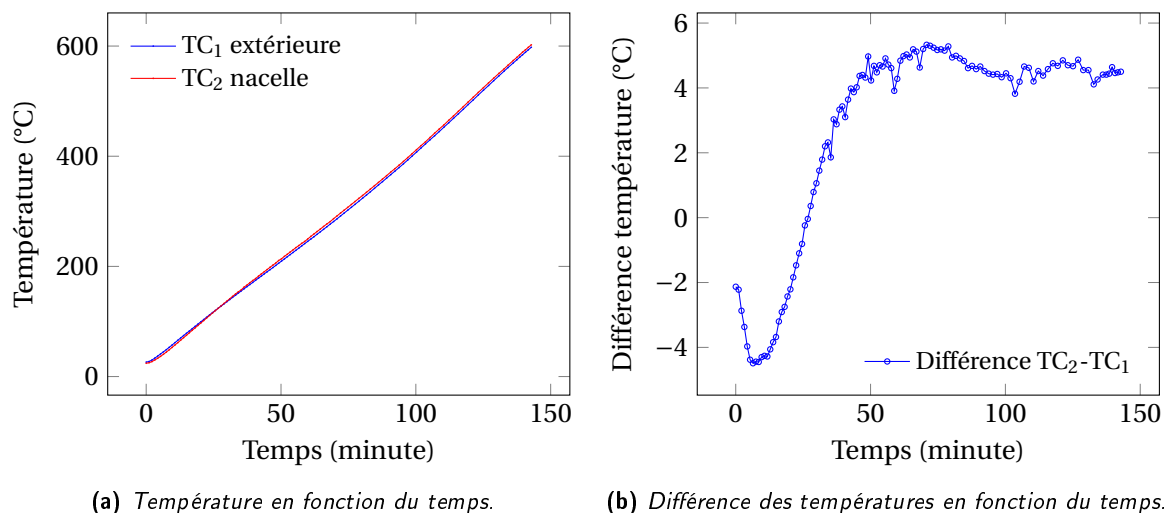 600
400
200
0
0
50
100
150
Température (°C)
Temps (minute)
TC1 extérieure
TC2 nacelle
(a) Température en fonction du temps.
6
4
2
0
−2
−4
0
50
100
150
Différence température (°C)
Temps (minute)
Différence TC2-TC1
(b) Différence des températures en fonction du temps.